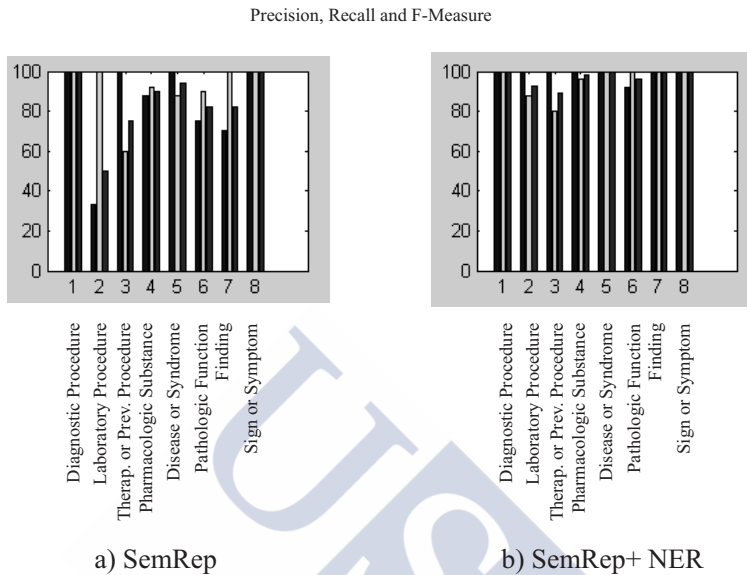 Precision, Recall and F-Measure
100
80
60
40
20
0
1 2 3 4 5 6 7 8
Diagnostic Procedure
Laboratory Procedure
Therap. or Prev. Procedure
Pharmacologic Substance
Disease or Syndrome
Pathologic Function
Finding
Sign or Symptom
a) SemRep
100
80
60
40
20
0
1 2 3 4 5 6 7 8
Diagnostic Procedure
Laboratory Procedure
Therap. or Prev. Procedure
Pharmacologic Substance
Disease or Syndrome
Pathologic Function
Finding
Sign or Symptom
b) SemRep+ NER
US